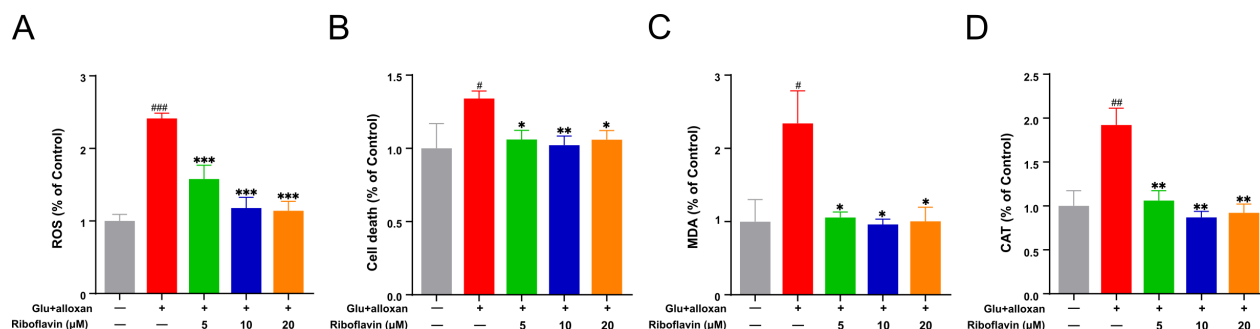 A
ROS (% of Control)
3
2
1
0
###
***
***
***
Glu+alloxan — + + + +
Riboflavin (μM) — — 5 10 20
B
Cell death (% of Control)
1.5
1.0
0.5
0.0
#
*
**
*
Glu+alloxan — + + + +
Riboflavin (μM) — — 5 10 20
C
MDA (% of Control)
3
2
1
0
#
*
*
*
Glu+alloxan — + + + +
Riboflavin (μM) — — 5 10 20
D
CAT (% of Control)
2.5
2.0
1.5
1.0
0.5
0.0
##
**
**
**
Glu+alloxan — + + + +
Riboflavin (μM) — — 5 10 20